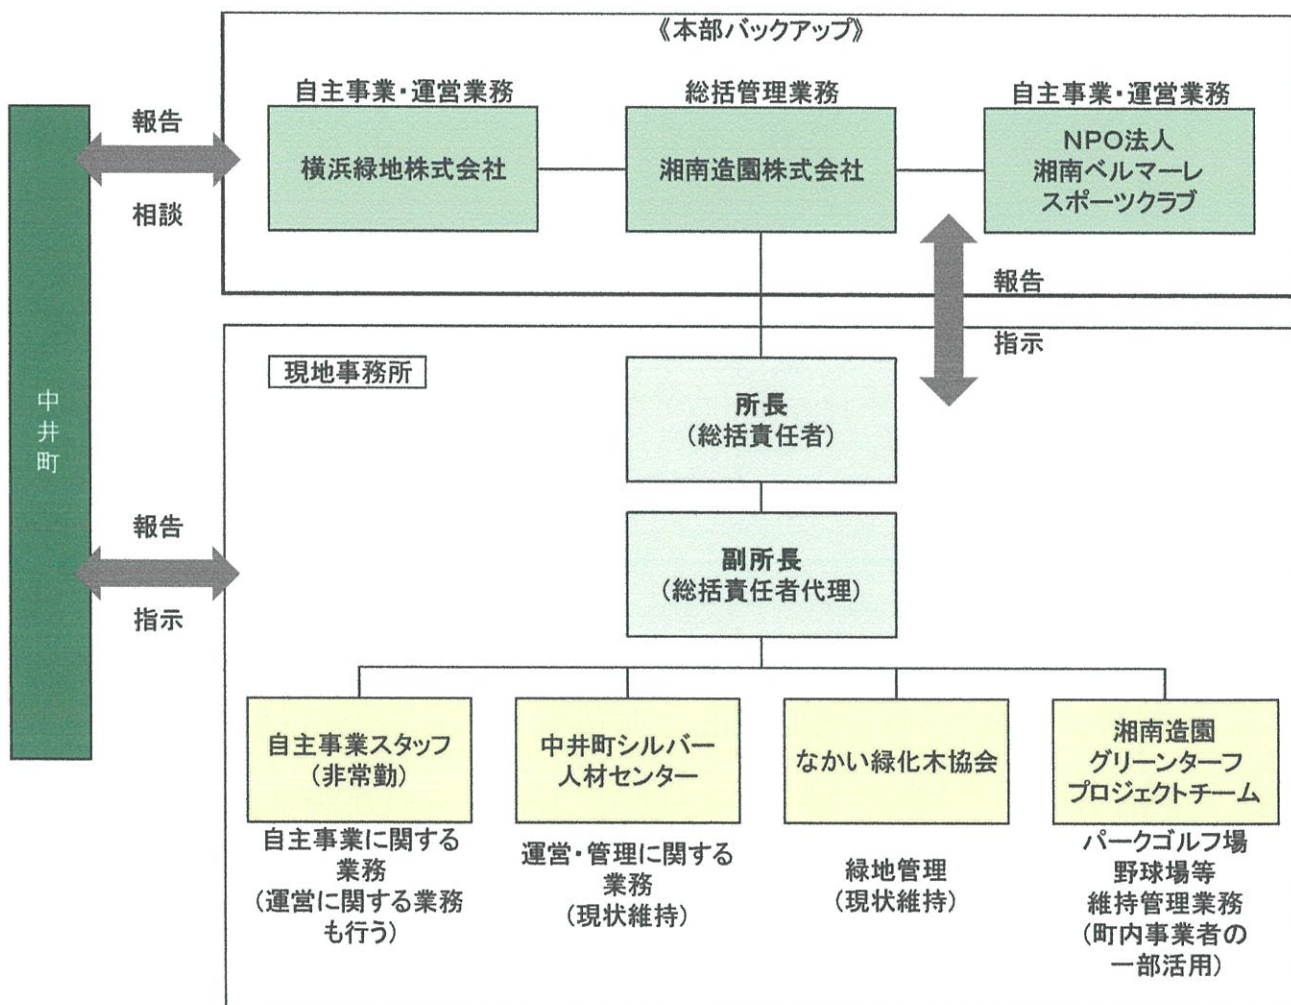 《本部バックアップ》
自主事業・運営業務
総括管理業務
自主事業・運営業務
横浜緑地株式会社
湘南造園株式会社
NPO法人
湘南ベルマーレ
スポーツクラブ
報告
相談
報告
指示
中井町
現地事務所
所長
(総括責任者)
副所長
(総括責任者代理)
報告
指示
自主事業スタッフ
(非常勤)
中井町シルバー
人材センター
なかい緑化木協会
湘南造園
グリーンターフ
プロジェクトチーム
自主事業に関する
業務
(運営に関する業務
も行う)
運営・管理に関する
業務
(現状維持)
緑地管理
(現状維持)
パークゴルフ場
野球場等
維持管理業務
(町内事業者の
一部活用)